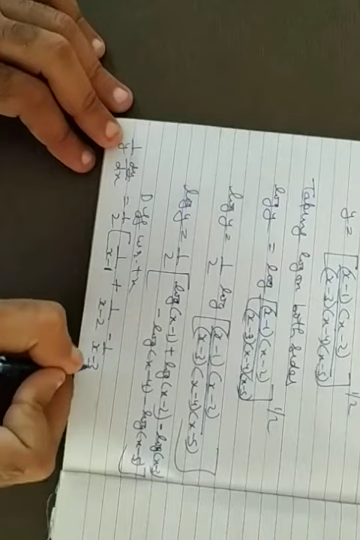 y = [(x-1)(x-2) / (x-3)(x-4)(x-5)]^1/2
Taking log on both sides
log y = log [(x-1)(x-2) / (x-3)(x-4)(x-5)]^1/2
log y = 1/2 log [(x-1)(x-2) / (x-3)(x-4)(x-5)]
log y = 1/2 [log(x-1) + log(x-2) - log(x-3)
- log(x-4) - log(x-5)]
Diff w.r.t x
1/y dy/dx = 1/2 [1/x-1 + 1/x-2 - 1/x-3